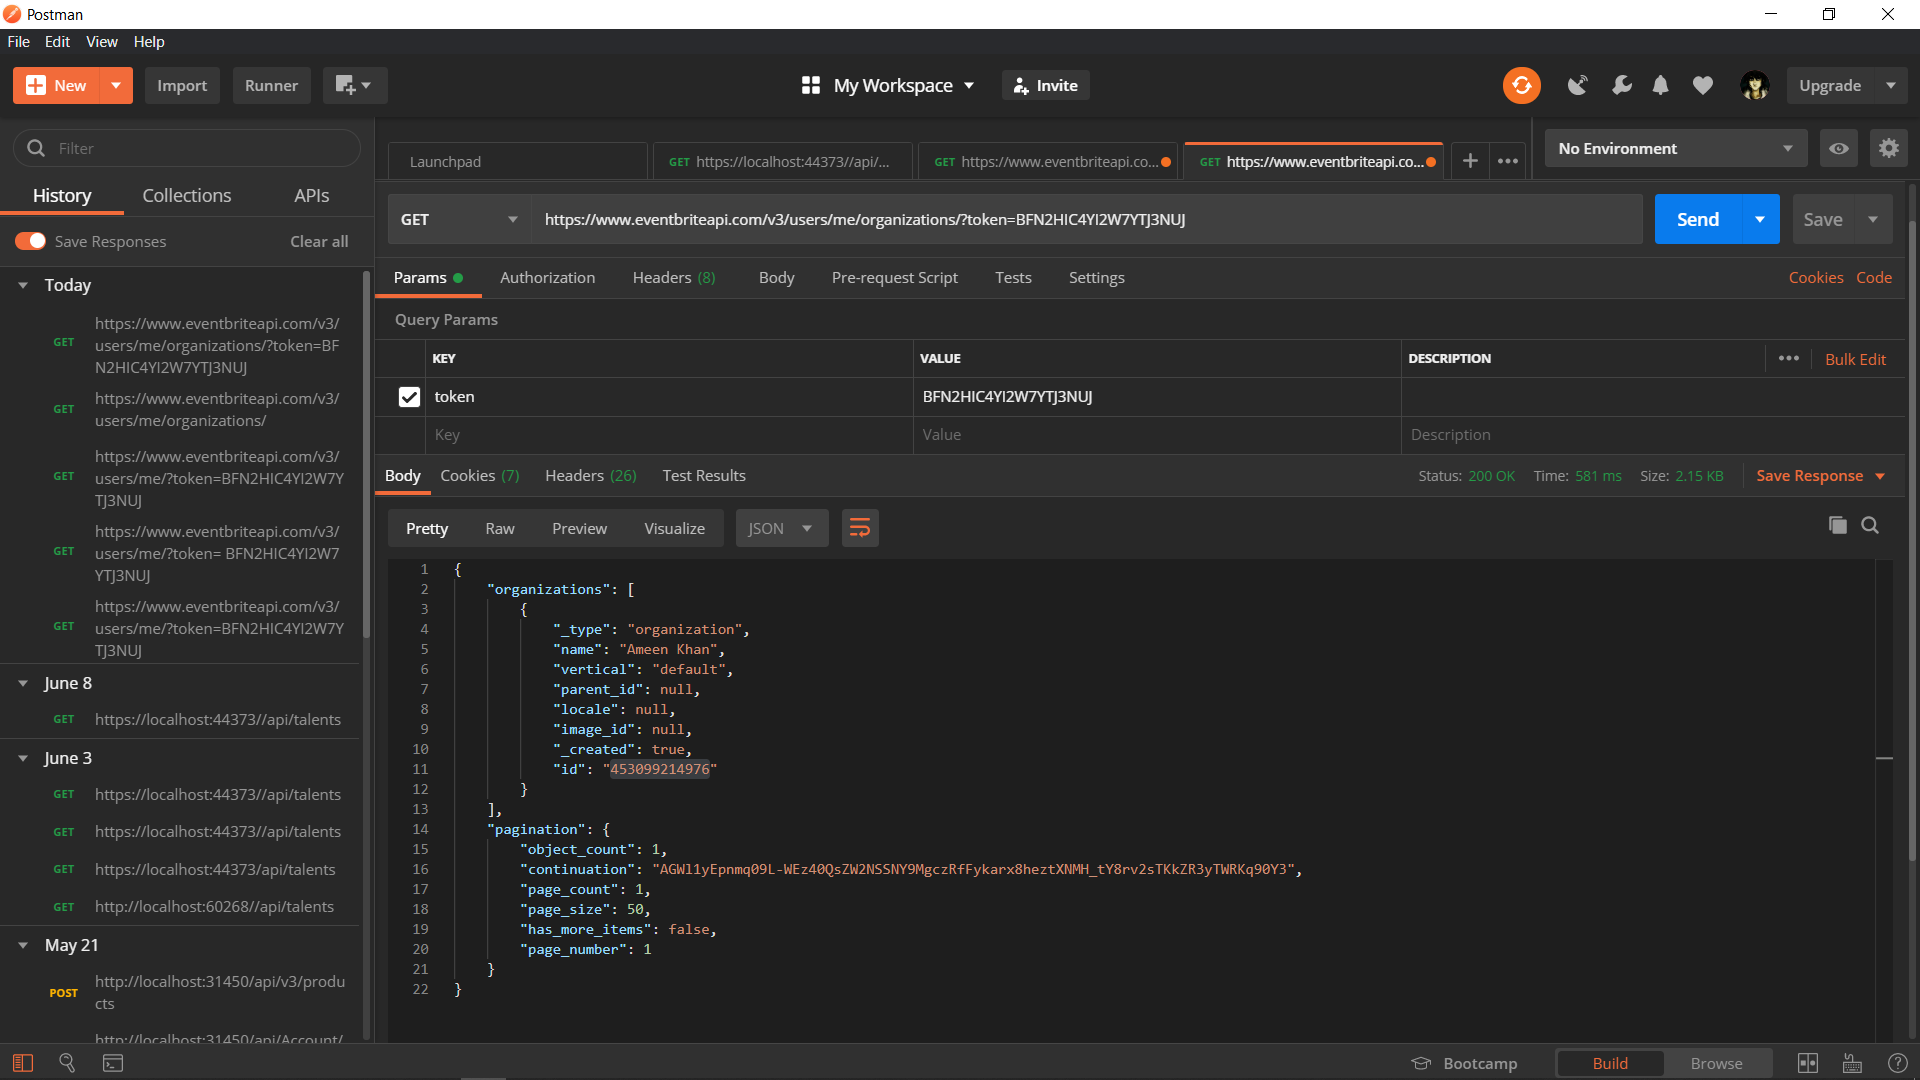 Postman
File Edit View Help
New Import Runner My Workspace Invite Upgrade
Filter
History Collections APIs
Save Responses Clear all
Today
GET https://www.eventbriteapi.com/v3/
users/me/organizations/?token=BF
N2HIC4YI2W7YTJ3NUJ
GET https://www.eventbriteapi.com/v3/
users/me/organizations/
GET https://www.eventbriteapi.com/v3/
users/me/?token=BFN2HIC4YI2W7Y
TJ3NUJ
GET https://www.eventbriteapi.com/v3/
users/me/?token= BFN2HIC4YI2W7
YTJ3NUJ
GET https://www.eventbriteapi.com/v3/
users/me/?token=BFN2HIC4YI2W7Y
TJ3NUJ
June 8
GET https://localhost:44373//api/talents
June 3
GET https://localhost:44373//api/talents
GET https://localhost:44373//api/talents
GET https://localhost:44373/api/talents
GET http://localhost:60268//api/talents
May 21
POST http://localhost:31450/api/v3/produ
cts
http://localhost:31450/api/Account/
Launchpad GET https://localhost:44373//api/... GET https://www.eventbriteapi.co... GET https://www.eventbriteapi.co... No Environment
GET https://www.eventbriteapi.com/v3/users/me/organizations/?token=BFN2HIC4YI2W7YTJ3NUJ Send Save
Params Authorization Headers (8) Body Pre-request Script Tests Settings Cookies Code
Query Params
KEY VALUE DESCRIPTION Bulk Edit
token BFN2HIC4YI2W7YTJ3NUJ
Key Value Description
Body Cookies (7) Headers (26) Test Results Status: 200 OK Time: 581 ms Size: 2.15 KB Save Response
Pretty Raw Preview Visualize JSON
1 {
2 "organizations": [
3 {
4 "_type": "organization",
5 "name": "Ameen Khan",
6 "vertical": "default",
7 "parent_id": null,
8 "locale": null,
9 "image_id": null,
10 "_created": true,
11 "id": "453099214976"
12 }
13 ],
14 "pagination": {
15 "object_count": 1,
16 "continuation": "AGWl1yEpnmq09L-WEz40QsZW2NSSNY9MgczRfFykarx8heztXNMH_tY8rv2sTKkZR3yTWRKq90Y3",
17 "page_count": 1,
18 "page_size": 50,
19 "has_more_items": false,
20 "page_number": 1
21 }
22 }
Bootcamp Build Browse